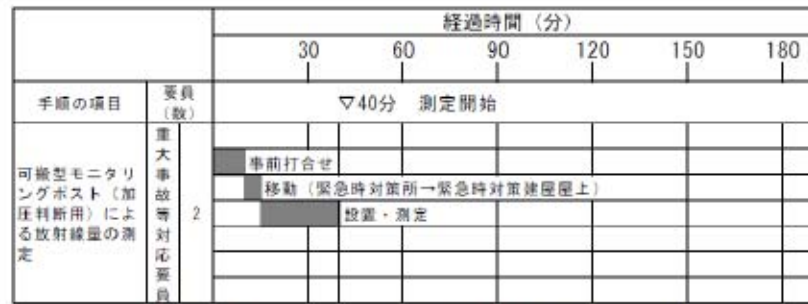 経過時間（分）
30 60 90 120 150 180
手順の項目
要員
（数）
▽40分 測定開始
可搬型モニタリ
ングポスト（加
圧判断用）によ
る放射線量の測
定
重
大
事
故
等
対
応
要
員
2
事前打合せ
移動（緊急時対策所→緊急時対策建屋屋上）
設置・測定